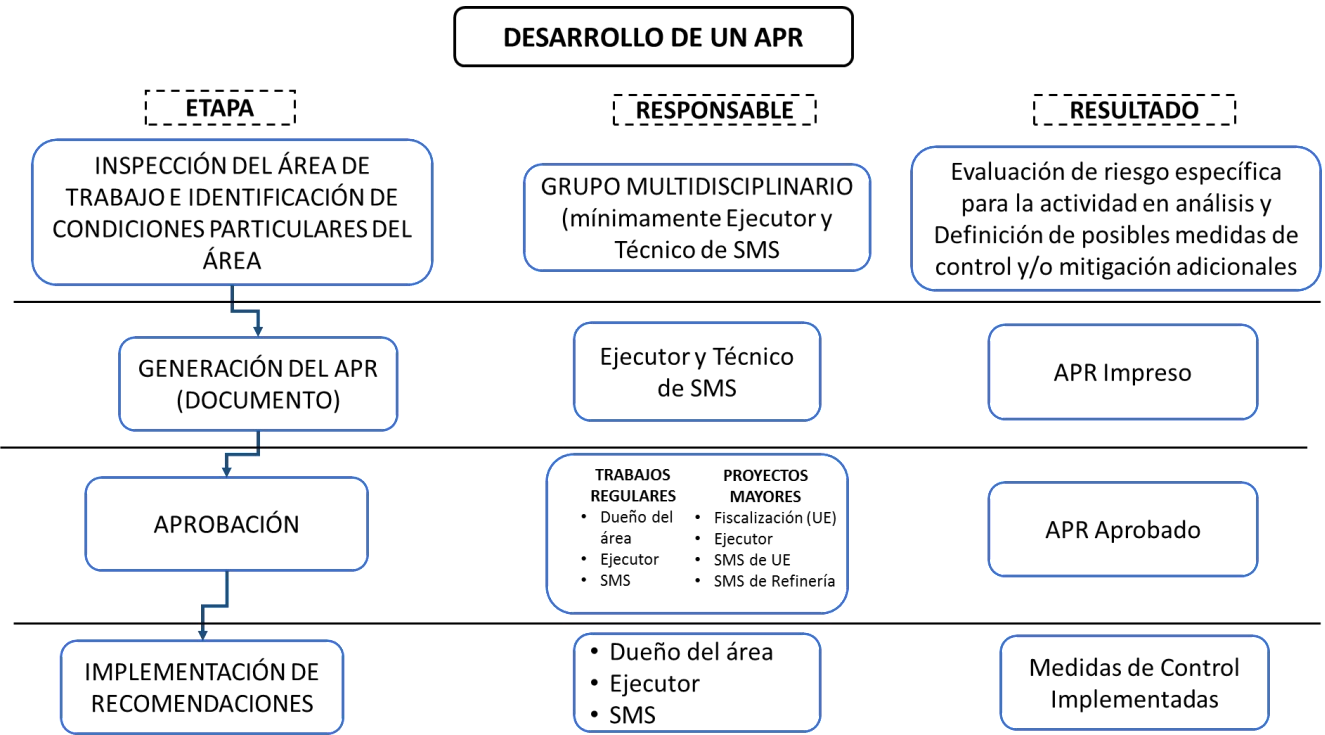 DESARROLLO DE UN APR
ETAPA
RESPONSABLE
RESULTADO
INSPECCIÓN DEL ÁREA DE
TRABAJO E IDENTIFICACIÓN DE
CONDICIONES PARTICULARES DEL
ÁREA
GRUPO MULTIDISCIPLINARIO
(mínimamente Ejecutor y
Técnico de SMS
Evaluación de riesgo específica
para la actividad en análisis y
Definición de posibles medidas de
control y/o mitigación adicionales
GENERACIÓN DEL APR
(DOCUMENTO)
Ejecutor y Técnico
de SMS
APR Impreso
APROBACIÓN
TRABAJOS
REGULARES
• Dueño del
área
• Ejecutor
• SMS
PROYECTOS
MAYORES
• Fiscalización (UE)
• Ejecutor
• SMS de UE
• SMS de Refinería
APR Aprobado
IMPLEMENTACIÓN DE
RECOMENDACIONES
• Dueño del área
• Ejecutor
• SMS
Medidas de Control
Implementadas